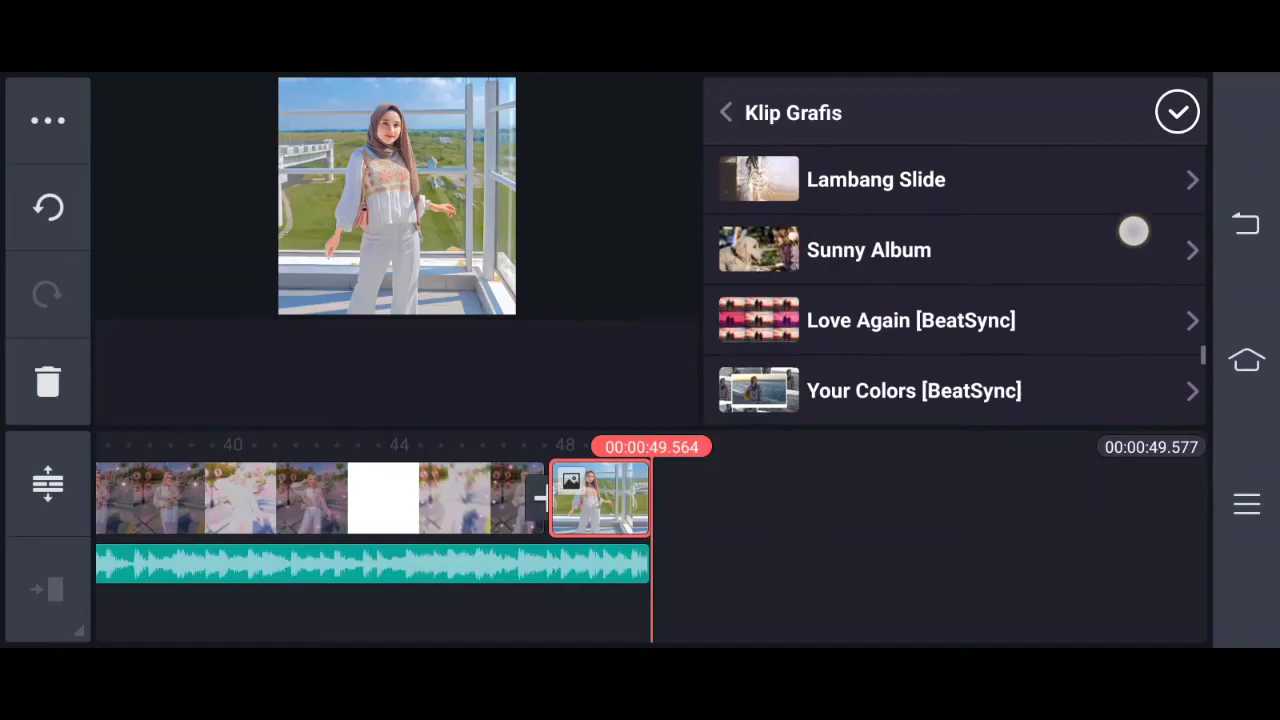 Klip Grafis
Lambang Slide
Sunny Album
Love Again [BeatSync]
Your Colors [BeatSync]
40
44
48
00:00:49.564
00:00:49.577